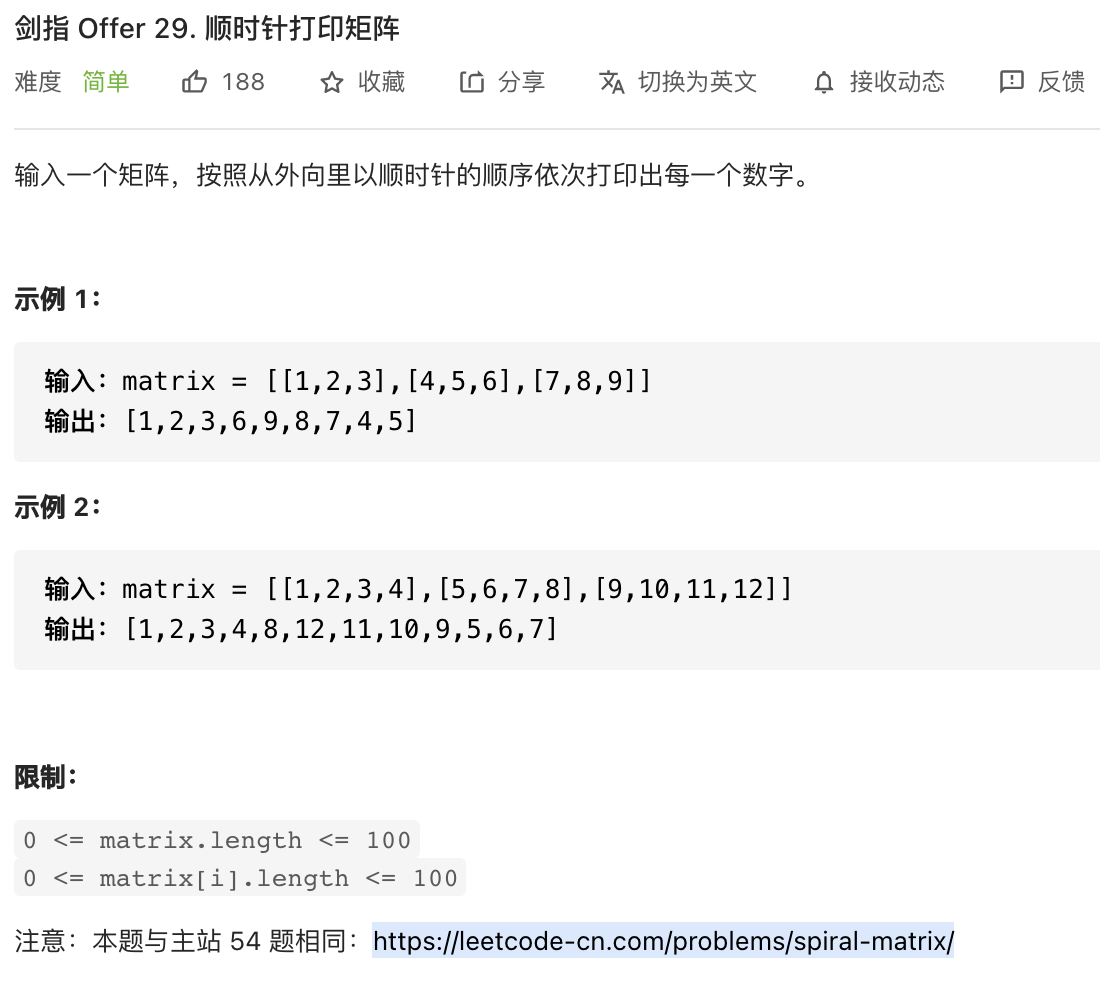 剑指 Offer 29. 顺时针打印矩阵
难度 简单 188 收藏 分享 切换为英文 接收动态 反馈
输入一个矩阵，按照从外向里以顺时针的顺序依次打印出每一个数字。
示例 1：
输入：matrix = [[1,2,3],[4,5,6],[7,8,9]]
输出：[1,2,3,6,9,8,7,4,5]
示例 2：
输入：matrix = [[1,2,3,4],[5,6,7,8],[9,10,11,12]]
输出：[1,2,3,4,8,12,11,10,9,5,6,7]
限制：
0 <= matrix.length <= 100
0 <= matrix[i].length <= 100
注意：本题与主站 54 题相同：https://leetcode-cn.com/problems/spiral-matrix/